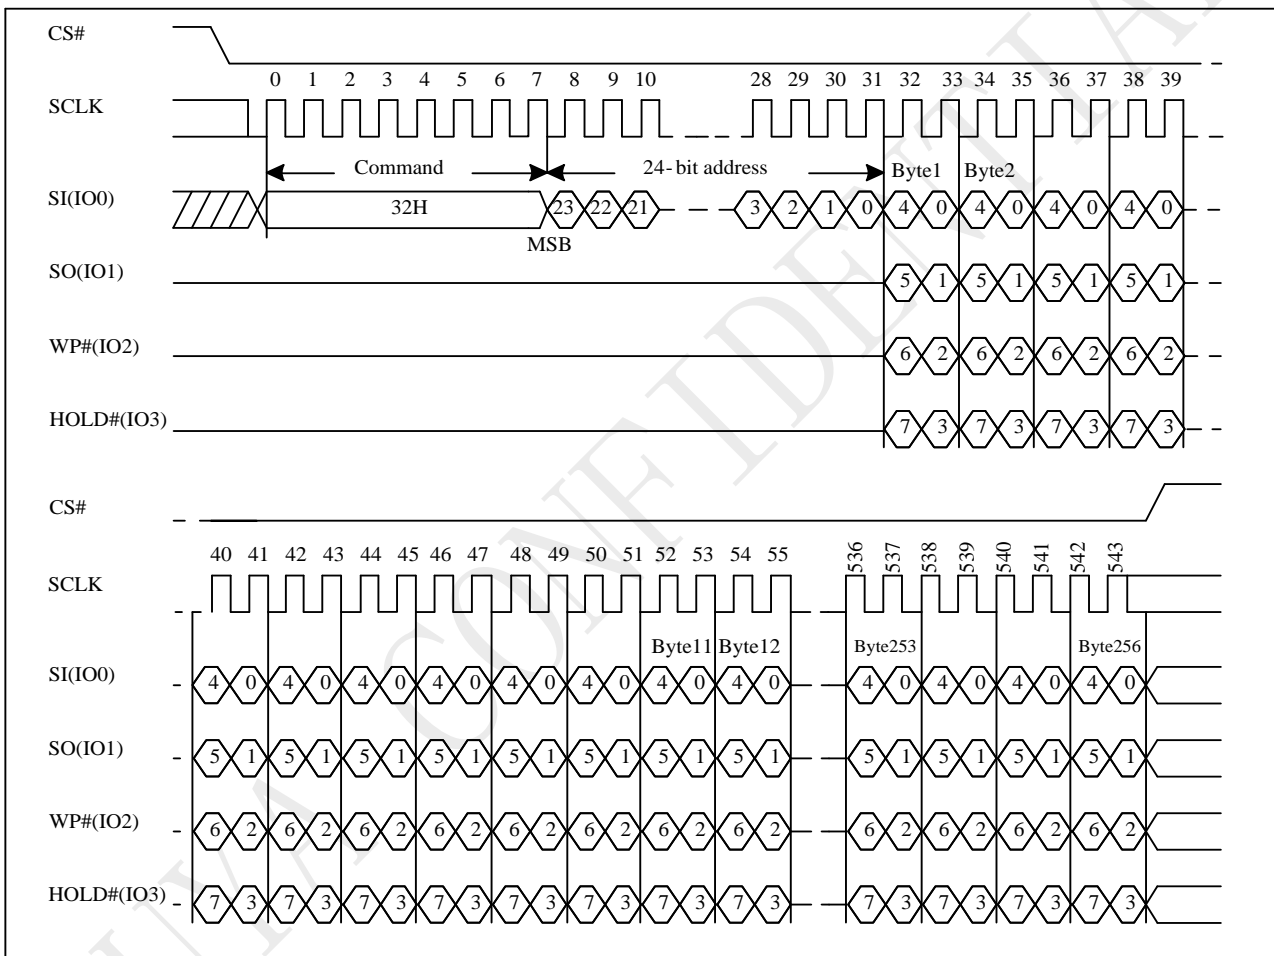 CS#
0 1 2 3 4 5 6 7 8 9 10 28 29 30 31 32 33 34 35 36 37 38 39
SCLK
Command 24-bit address Byte1 Byte2
SI(IO0) 32H 23 22 21 3 2 1 0 4 0 4 0 4 0 4 0
MSB
SO(IO1) 5 1 5 1 5 1 5 1
WP#(IO2) 6 2 6 2 6 2 6 2
HOLD#(IO3) 7 3 7 3 7 3 7 3
CS#
40 41 42 43 44 45 46 47 48 49 50 51 52 53 54 55 536 537 538 539 540 541 542 543
SCLK
Byte11 Byte12 Byte253 Byte256
SI(IO0) 4 0 4 0 4 0 4 0 4 0 4 0 4 0 4 0 4 0 4 0 4 0 4 0
SO(IO1) 5 1 5 1 5 1 5 1 5 1 5 1 5 1 5 1 5 1 5 1 5 1 5 1
WP#(IO2) 6 2 6 2 6 2 6 2 6 2 6 2 6 2 6 2 6 2 6 2 6 2 6 2
HOLD#(IO3) 7 3 7 3 7 3 7 3 7 3 7 3 7 3 7 3 7 3 7 3 7 3 7 3
UYA CONFIDENTIA